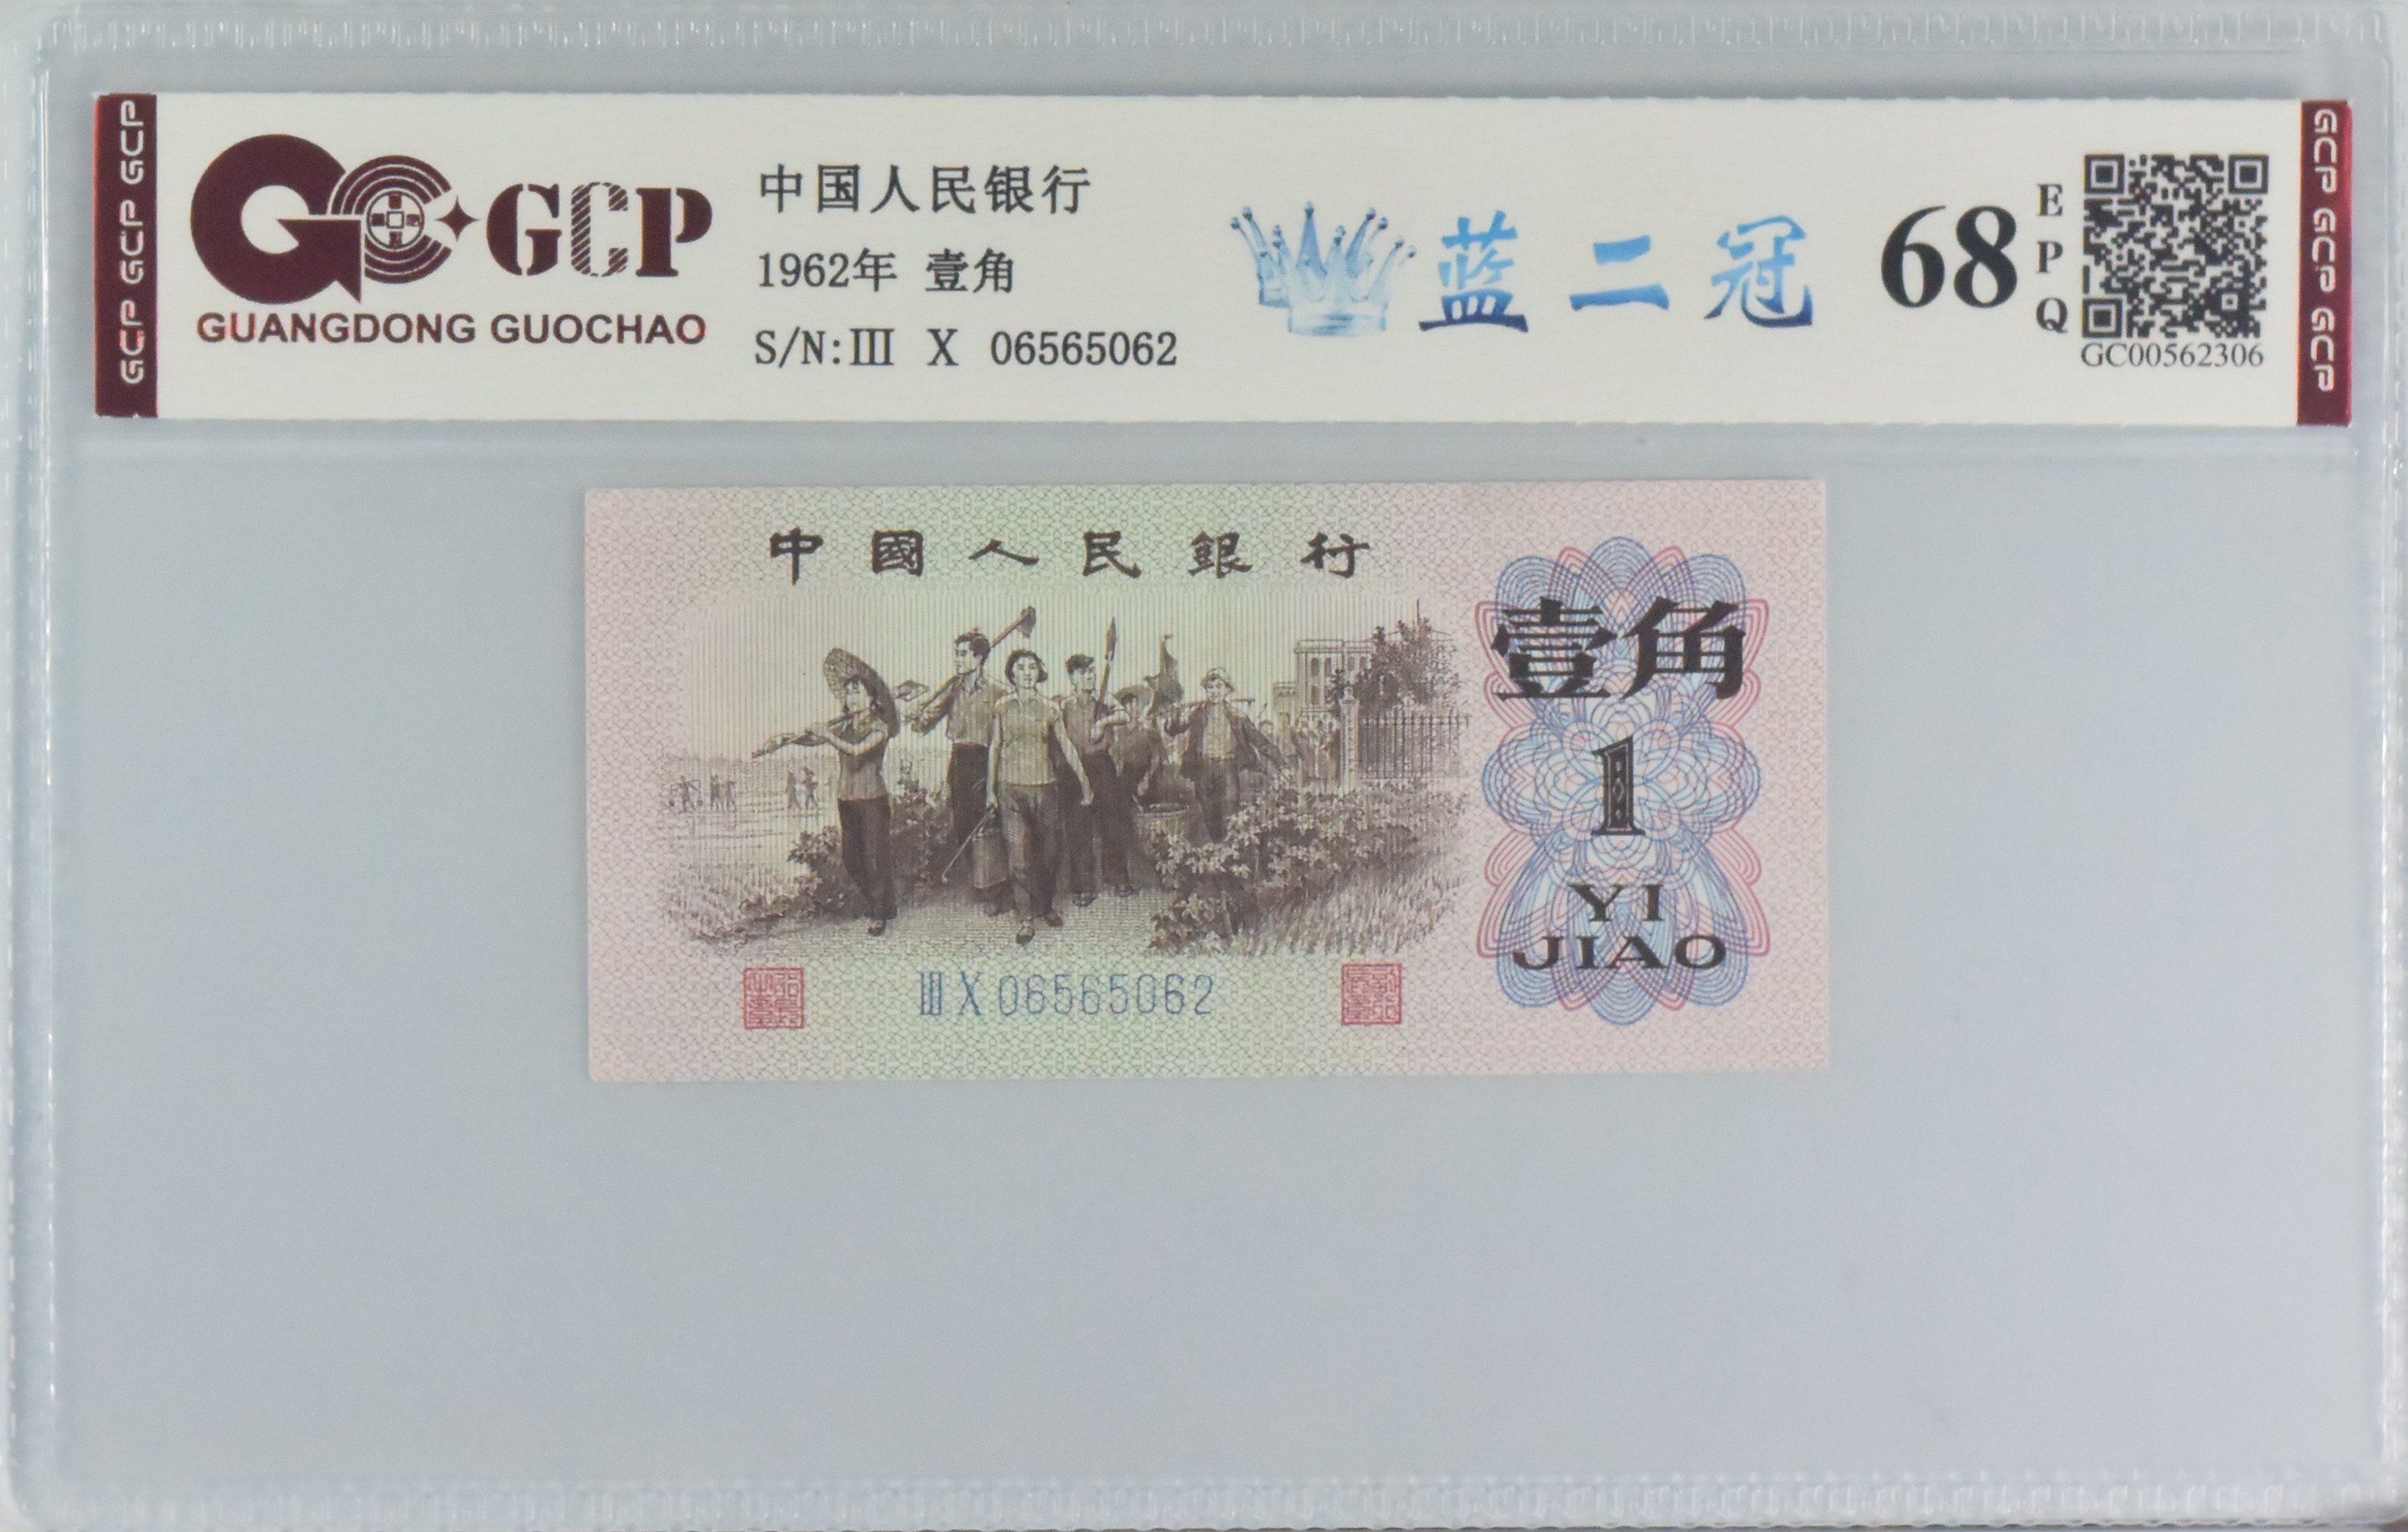 GCP GCP GCP
GCP
GUANGDONG GUOCHAO
中国人民银行
1962年 壹角
S/N:Ⅲ X 06565062
蓝二冠
68
EPQ
GC00562306
GCP GCP GCP
中國人民銀行
壹角
1
YI
JIAO
Ⅲ X 06565062